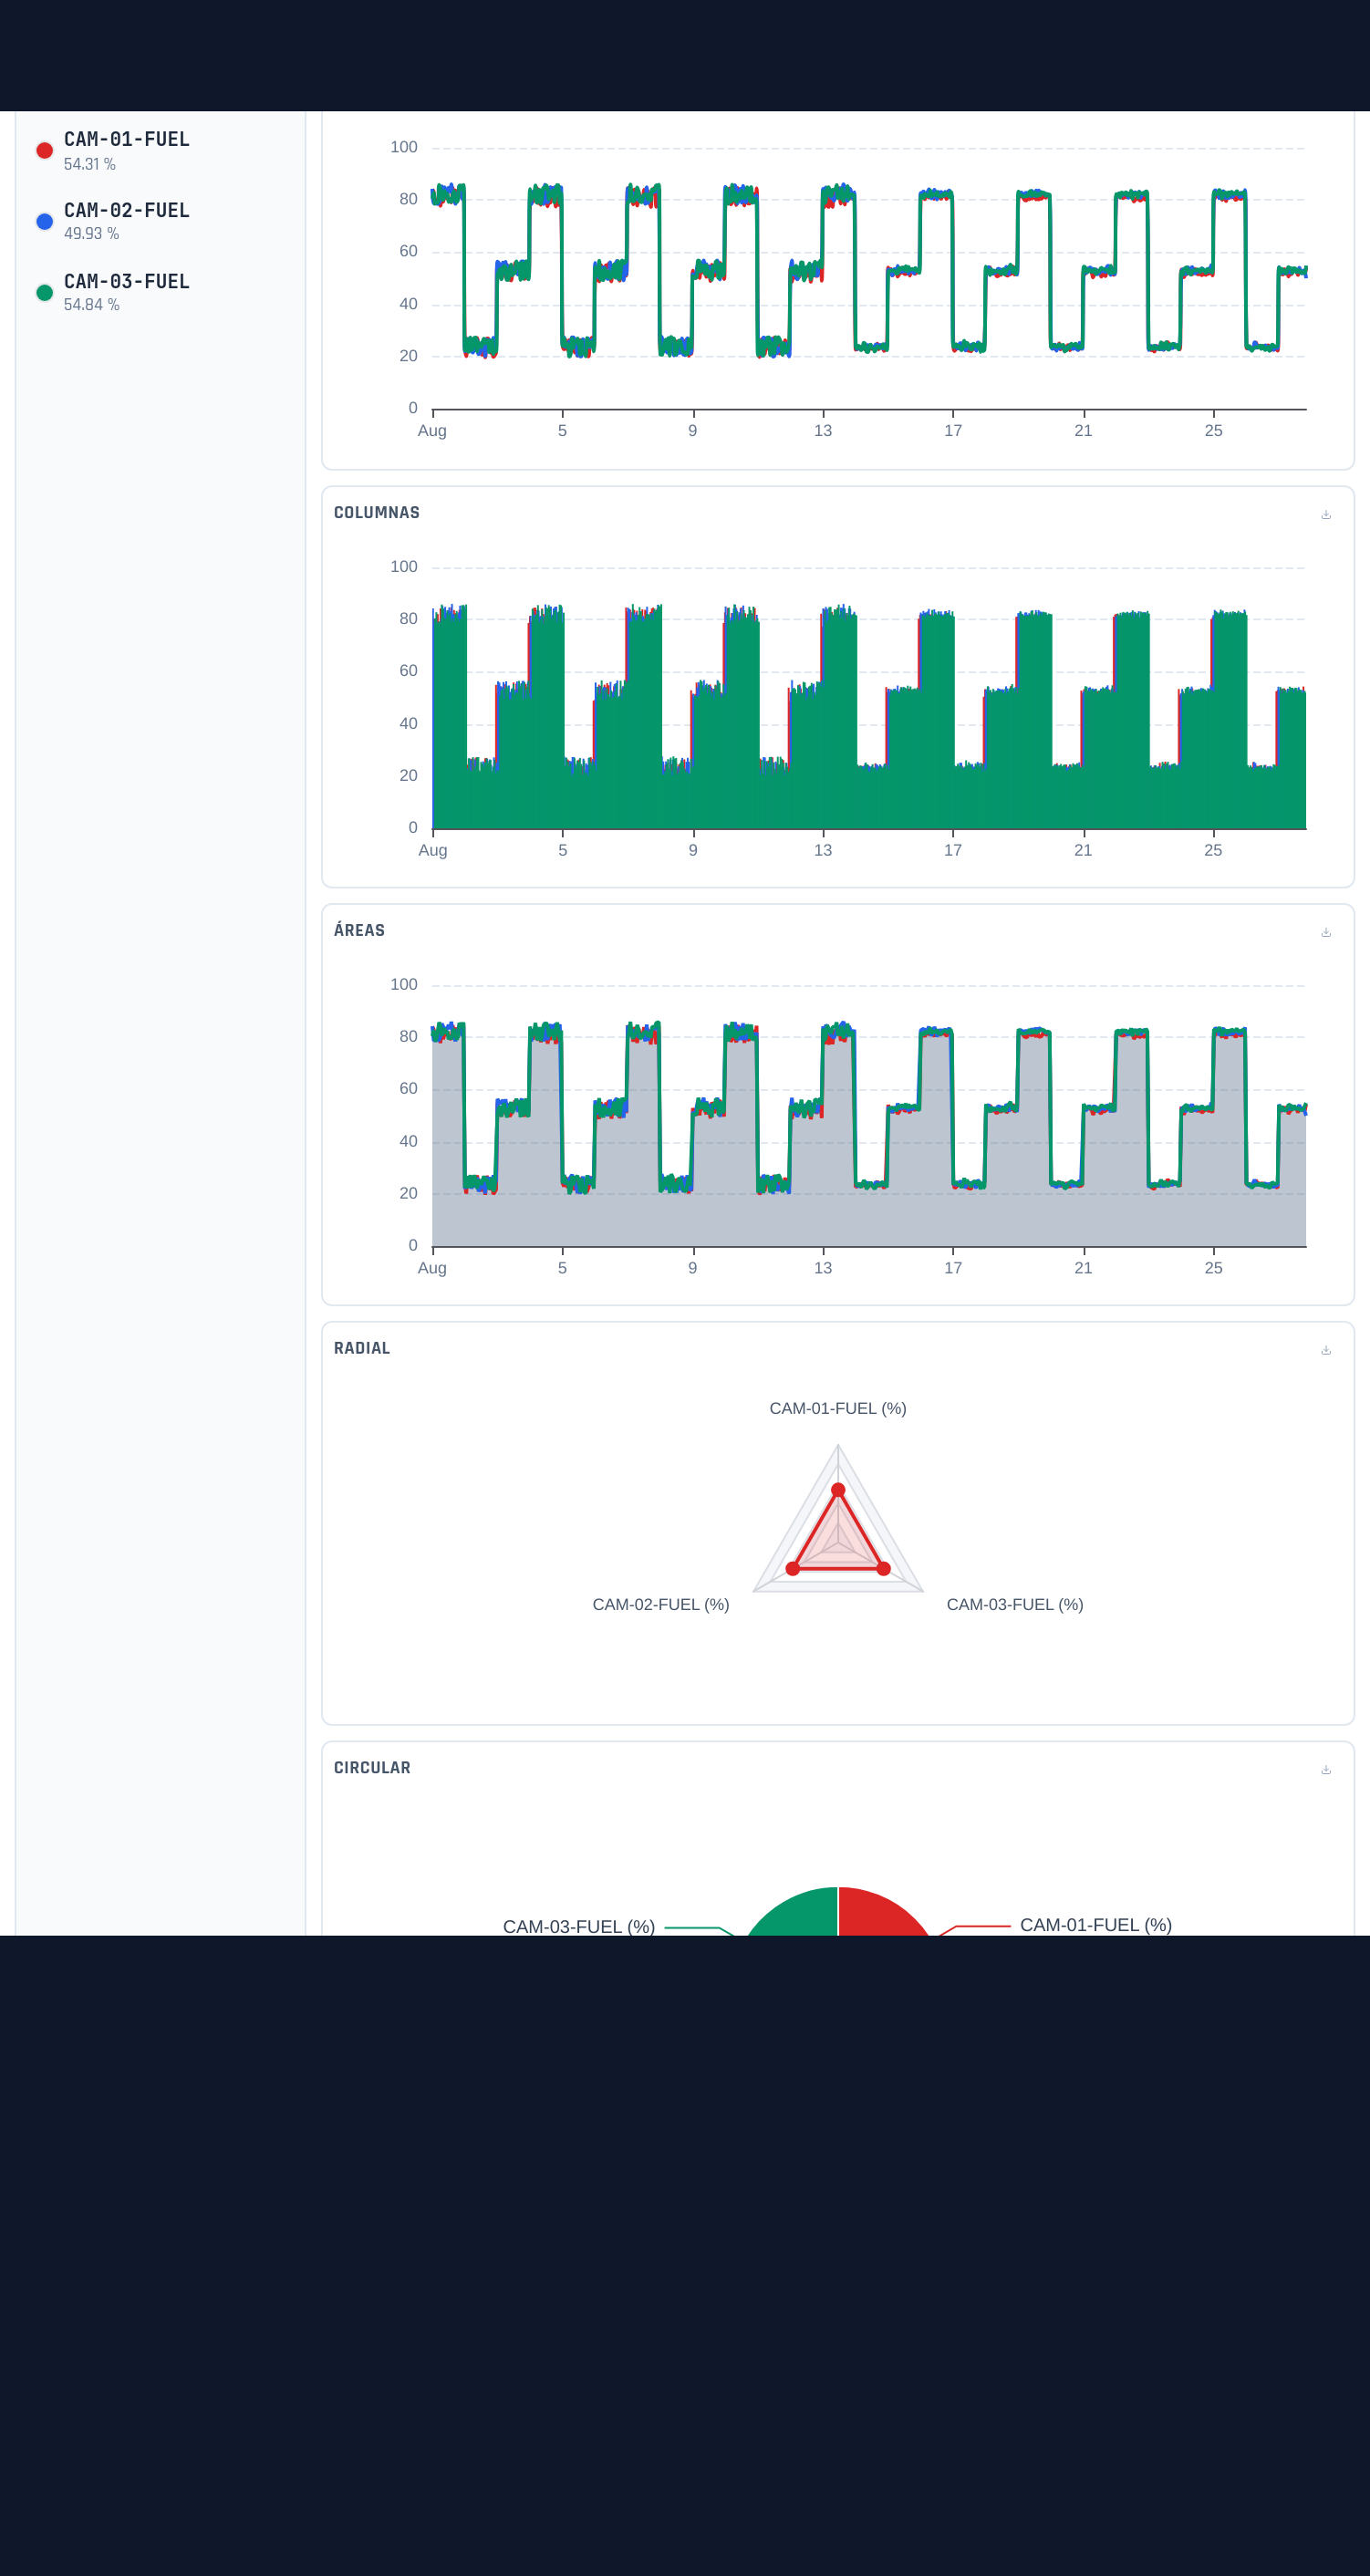 CAM-01-FUEL
54.31 %
CAM-02-FUEL
49.93 %
CAM-03-FUEL
54.84 %
100
80
60
40
20
0
Aug 5 9 13 17 21 25
COLUMNAS
100
80
60
40
20
0
Aug 5 9 13 17 21 25
ÁREAS
100
80
60
40
20
0
Aug 5 9 13 17 21 25
RADIAL
CAM-01-FUEL (%)
CAM-02-FUEL (%) CAM-03-FUEL (%)
CIRCULAR
CAM-03-FUEL (%) CAM-01-FUEL (%)